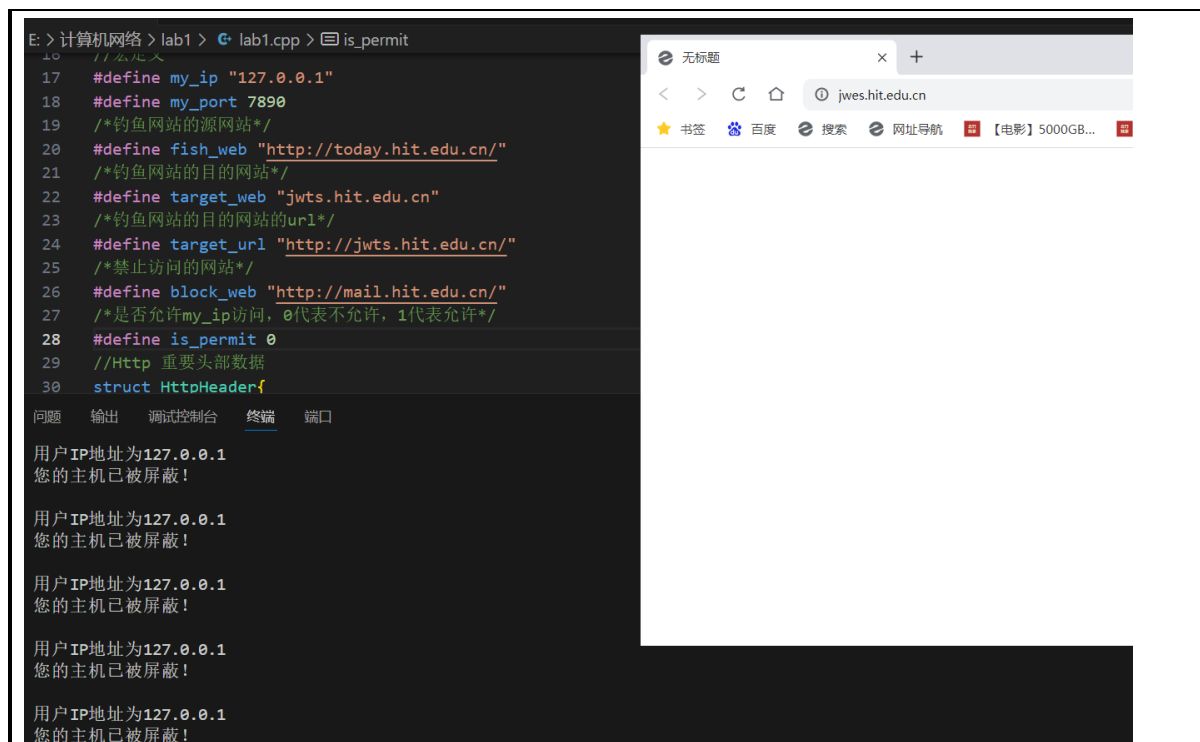 E: > 计算机网络 > lab1 > lab1.cpp > is_permit
16 //宏定义
17 #define my_ip "127.0.0.1"
18 #define my_port 7890
19 /*钓鱼网站的源网站*/
20 #define fish_web "http://today.hit.edu.cn/"
21 /*钓鱼网站的目的网站*/
22 #define target_web "jwts.hit.edu.cn"
23 /*钓鱼网站的目的网站的url*/
24 #define target_url "http://jwts.hit.edu.cn/"
25 /*禁止访问的网站*/
26 #define block_web "http://mail.hit.edu.cn/"
27 /*是否允许my_ip访问，0代表不允许，1代表允许*/
28 #define is_permit 0
29 //Http 重要头部数据
30 struct HttpHeader{
问题 输出 调试控制台 终端 端口
用户IP地址为127.0.0.1
您的主机已被屏蔽！
用户IP地址为127.0.0.1
您的主机已被屏蔽！
用户IP地址为127.0.0.1
您的主机已被屏蔽！
用户IP地址为127.0.0.1
您的主机已被屏蔽！
用户IP地址为127.0.0.1
您的主机已被屏蔽！
无标题
jwes.hit.edu.cn
书签 百度 搜索 网址导航 【电影】5000GB...